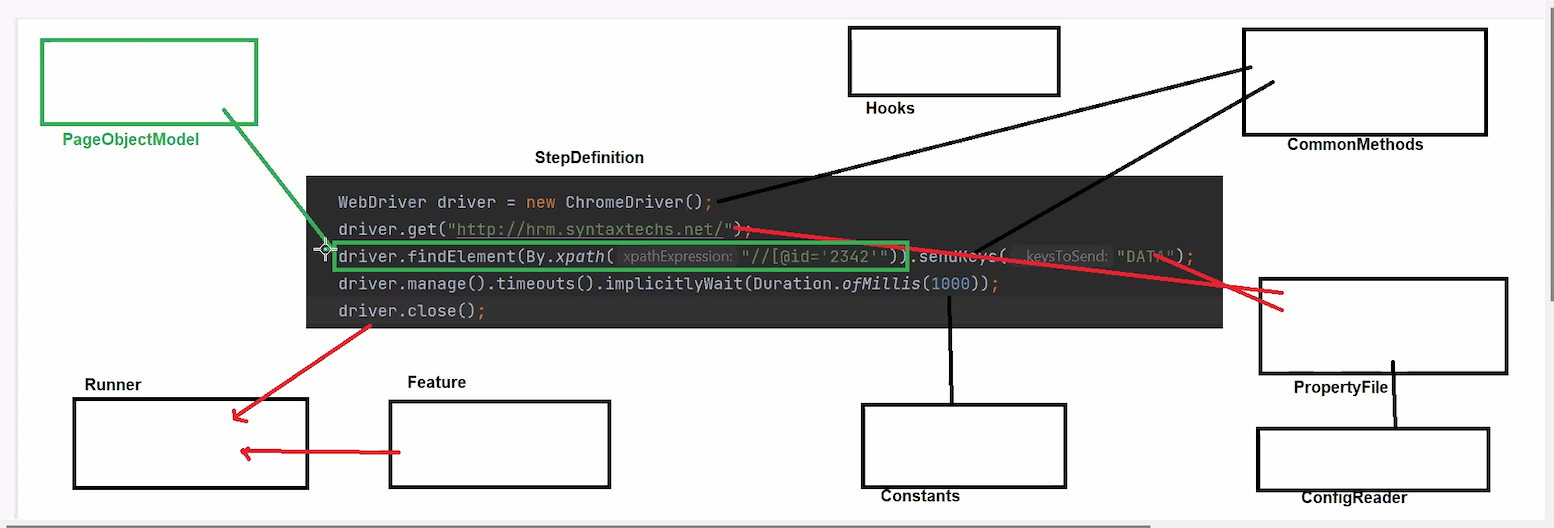 Hooks
PageObjectModel
CommonMethods
StepDefinition
WebDriver driver = new ChromeDriver();
driver.get("http://hrm.syntaxtechs.net/");
driver.findElement(By.xpath( xpathExpression: "//[@id='2342'")).sendKeys( keysToSend: "DATA");
driver.manage().timeouts().implicitlyWait(Duration.ofMillis(1000));
driver.close();
Runner
Feature
PropertyFile
Constants
ConfigReader